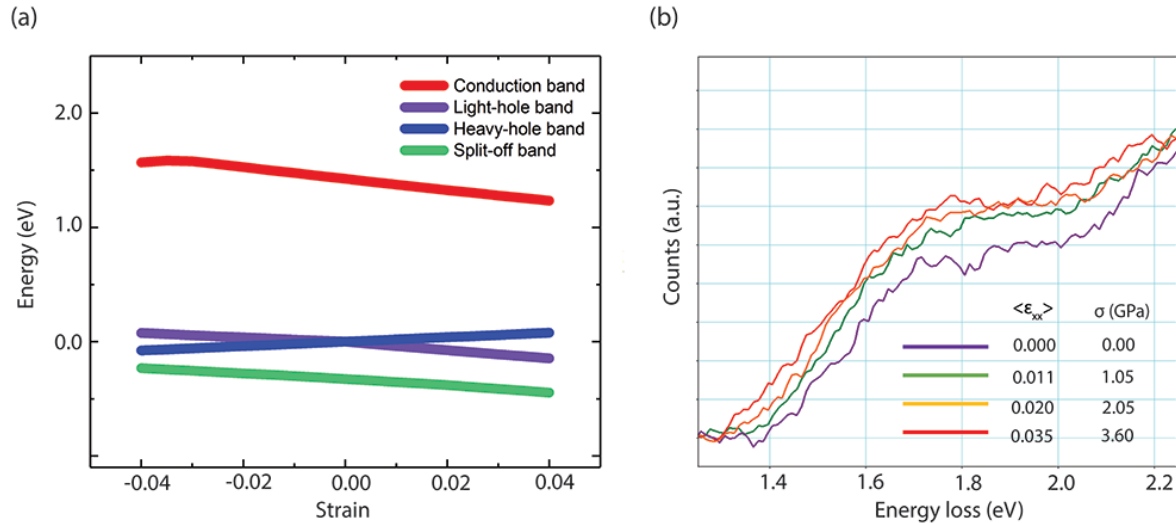 (a)
2.0
1.0
0.0
Energy (eV)
Conduction band
Light-hole band
Heavy-hole band
Split-off band
-0.04 -0.02 0.00 0.02 0.04
Strain
(b)
Counts (a.u.)
<ε_xx> σ (GPa)
0.000 0.00
0.011 1.05
0.020 2.05
0.035 3.60
1.4 1.6 1.8 2.0 2.2
Energy loss (eV)